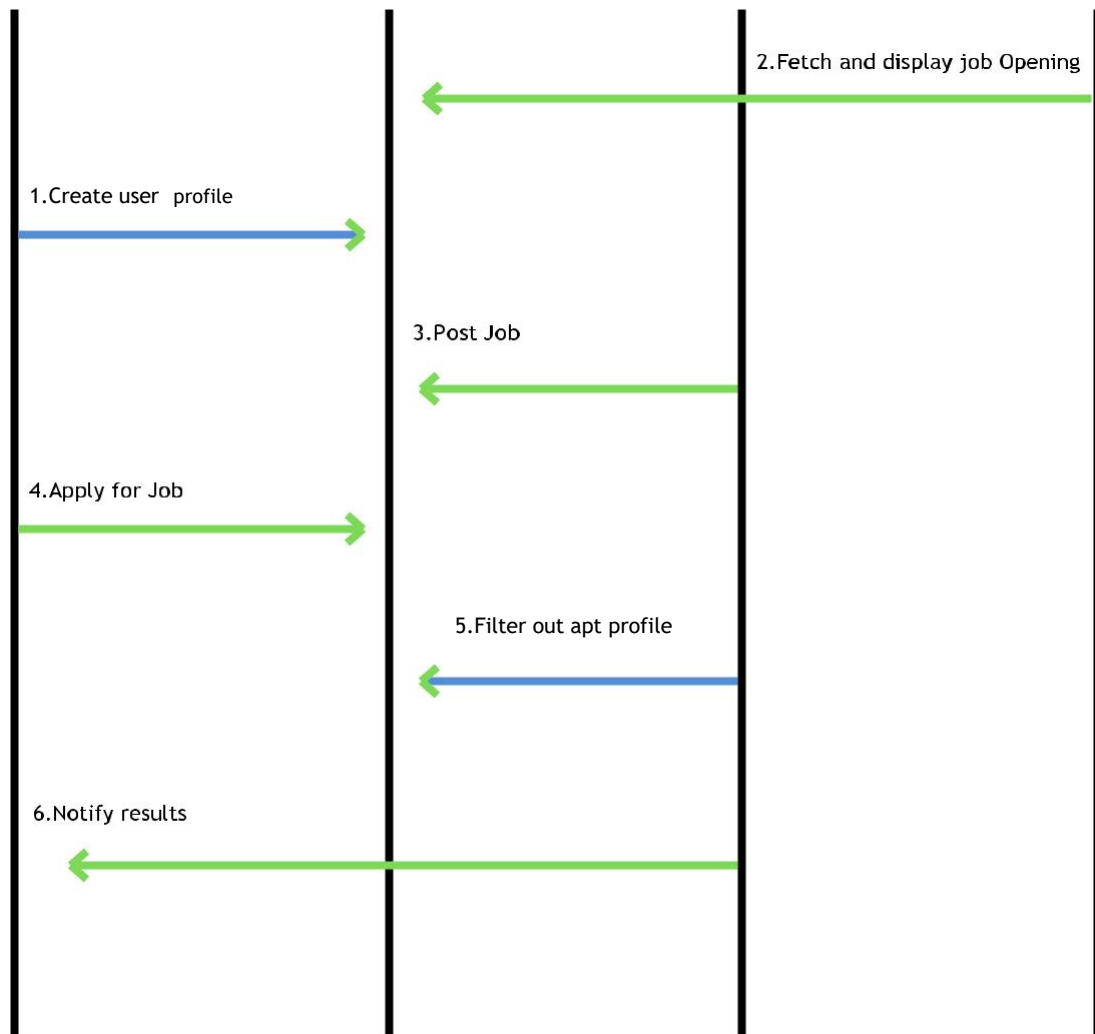 2.Fetch and display job Opening
1.Create user profile
3.Post Job
4.Apply for Job
5.Filter out apt profile
6.Notify results